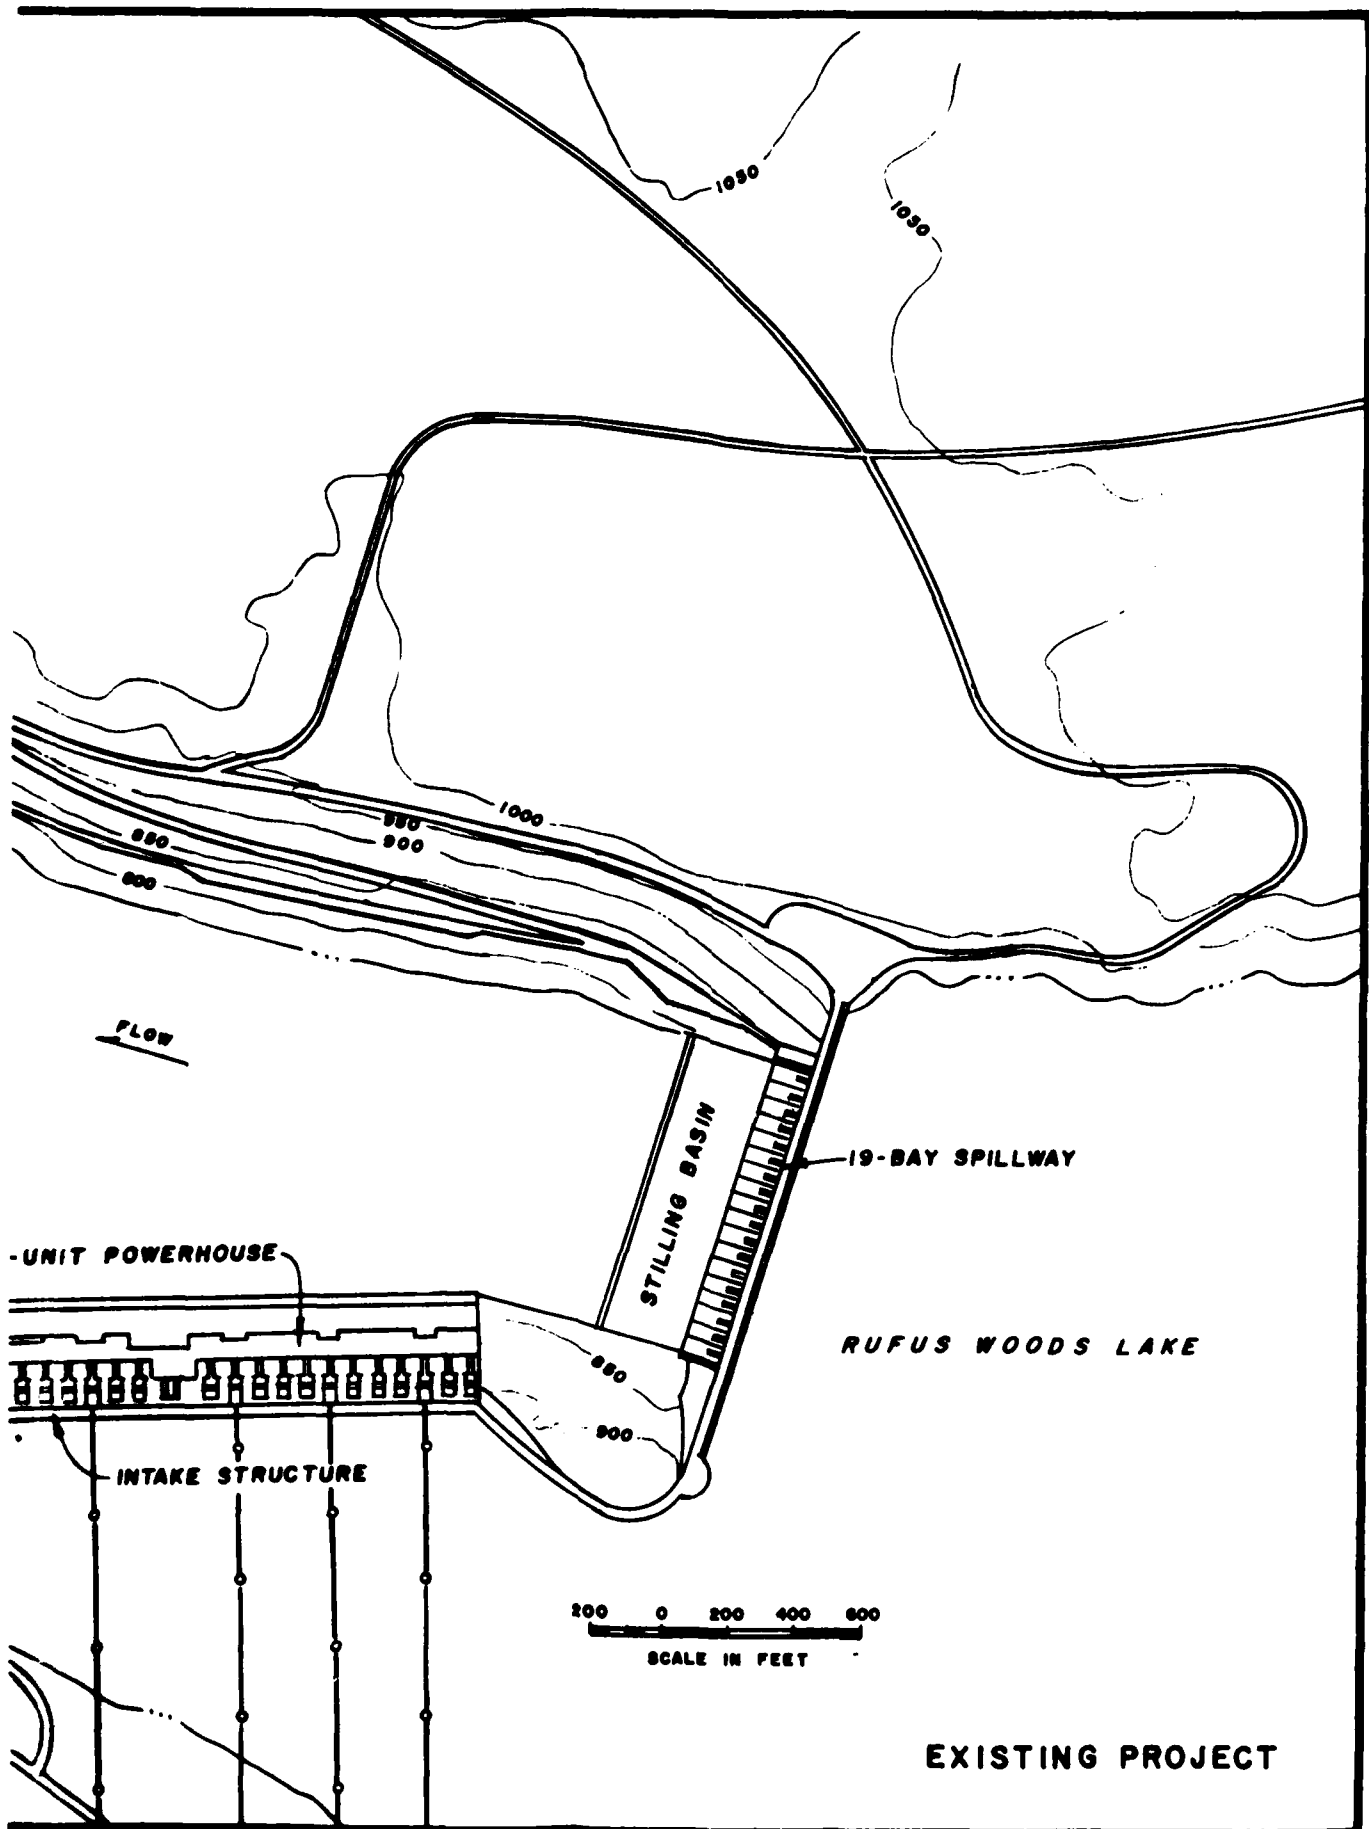 1050
1050
1000
950
900
850
800
FLOW
STILLING BASIN
19-BAY SPILLWAY
-UNIT POWERHOUSE
RUFUS WOODS LAKE
850
900
INTAKE STRUCTURE
200 0 200 400 600
SCALE IN FEET
EXISTING PROJECT